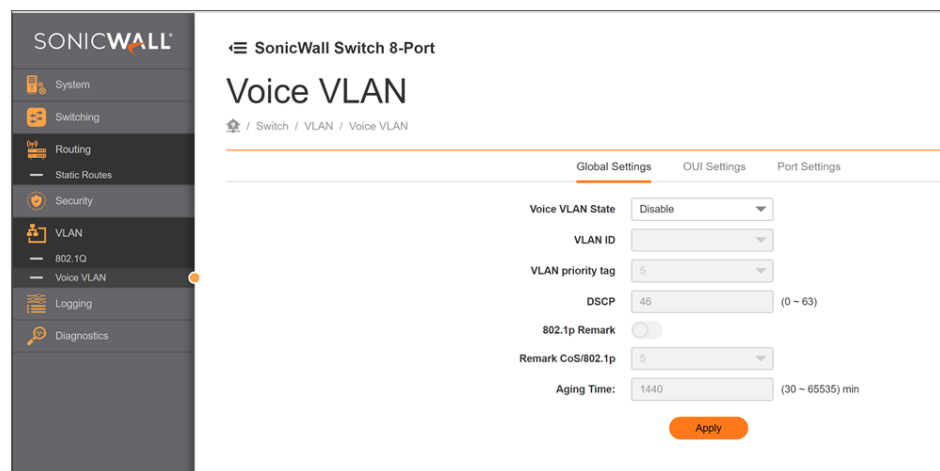 SONICWALL
System
Switching
Routing
Static Routes
Security
VLAN
802.1Q
Voice VLAN
Logging
Diagnostics
SonicWall Switch 8-Port
Voice VLAN
/ Switch / VLAN / Voice VLAN
Global Settings OUI Settings Port Settings
Voice VLAN State Disable
VLAN ID
VLAN priority tag 5
DSCP 46 (0 ~ 63)
802.1p Remark
Remark CoS/802.1p 5
Aging Time: 1440 (30 ~ 65535) min
Apply